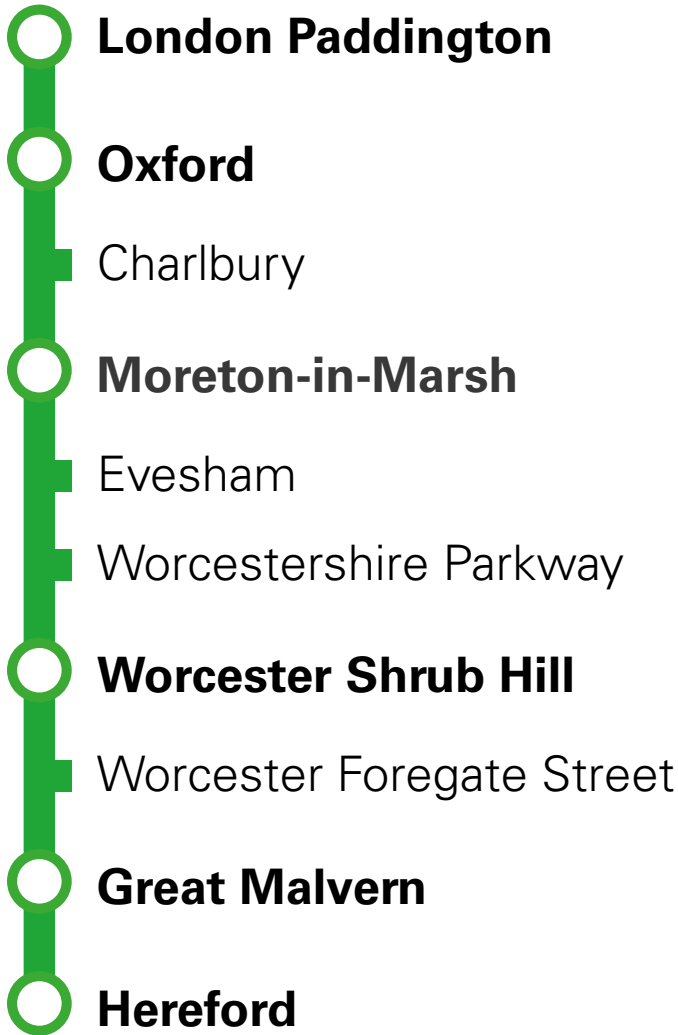 London Paddington
Oxford
Charlbury
Moreton-in-Marsh
Evesham
Worcestershire Parkway
Worcester Shrub Hill
Worcester Foregate Street
Great Malvern
Hereford